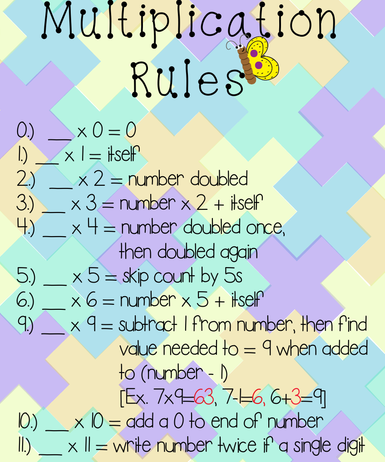 Multiplication
Rules
0.) __ x 0 = 0
1.) __ x 1 = itself
2.) __ x 2 = number doubled
3.) __ x 3 = number x 2 + itself
4.) __ x 4 = number doubled once,
then doubled again
5.) __ x 5 = skip count by 5s
6.) __ x 6 = number x 5 + itself
9.) __ x 9 = subtract 1 from number, then find
value needed to = 9 when added
to (number - 1)
[Ex. 7x9=63, 7-1=6, 6+3=9]
10.) __ x 10 = add a 0 to end of number
11.) __ x 11 = write number twice if a single digit